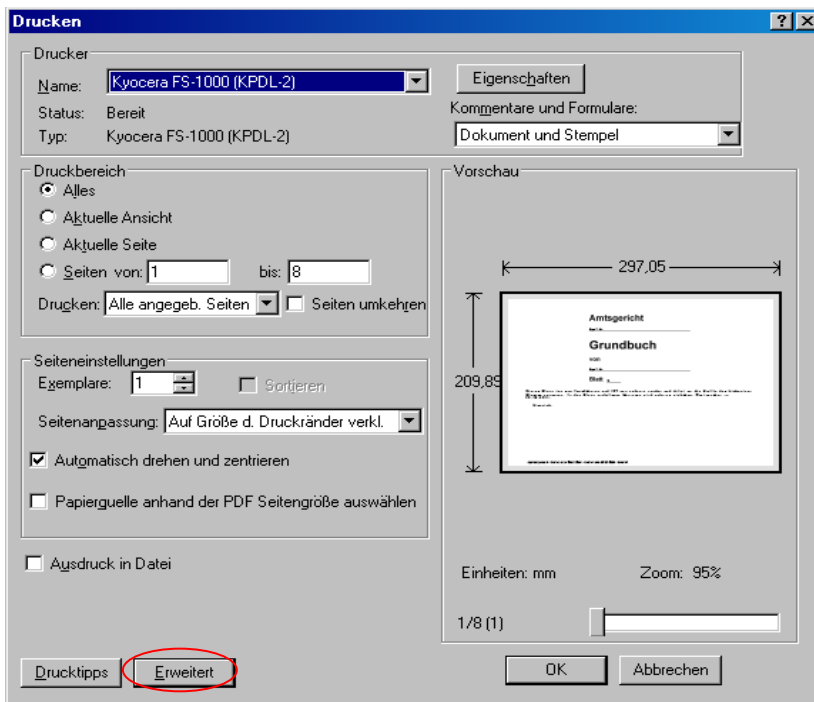 Drucken
Drucker
Name: Kyocera FS-1000 (KPDL-2)
Eigenschaften
Status: Bereit
Kommentare und Formulare:
Typ: Kyocera FS-1000 (KPDL-2)
Dokument und Stempel
Druckbereich
Alles
Aktuelle Ansicht
Aktuelle Seite
Seiten von: 1 bis: 8
Drucken: Alle angegeb. Seiten Seiten umkehren
Seiteneinstellungen
Exemplare: 1 Sortieren
Seitenanpassung: Auf Größe d. Druckränder verkl.
Automatisch drehen und zentrieren
Papierquelle anhand der PDF Seitengröße auswählen
Ausdruck in Datei
Vorschau
297,05
209,89
Amtsgericht
Grundbuch
von
Blatt
Einheiten: mm Zoom: 95%
1/8 (1)
Drucktipps Erweitert OK Abbrechen